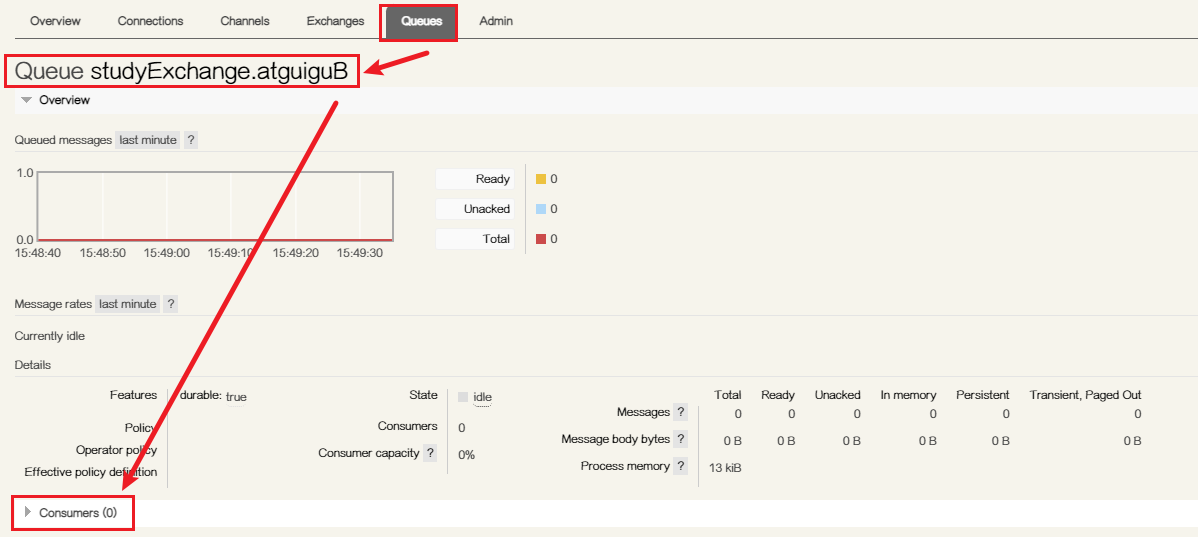 Overview Connections Channels Exchanges Queues Admin
Queue studyExchange.atguiguB
Overview
Queued messages last minute ?
1.0
0.0
15:48:40 15:48:50 15:49:00 15:49:10 15:49:20 15:49:30
Ready 0
Unacked 0
Total 0
Message rates last minute ?
Currently idle
Details
Features durable: true
Policy
Operator policy
Effective policy definition
State idle
Consumers 0
Consumer capacity ? 0%
Total Ready Unacked In memory Persistent Transient, Paged Out
Messages ? 0 0 0 0 0 0
Message body bytes ? 0 B 0 B 0 B 0 B 0 B 0 B
Process memory ? 13 kiB
Consumers (0)